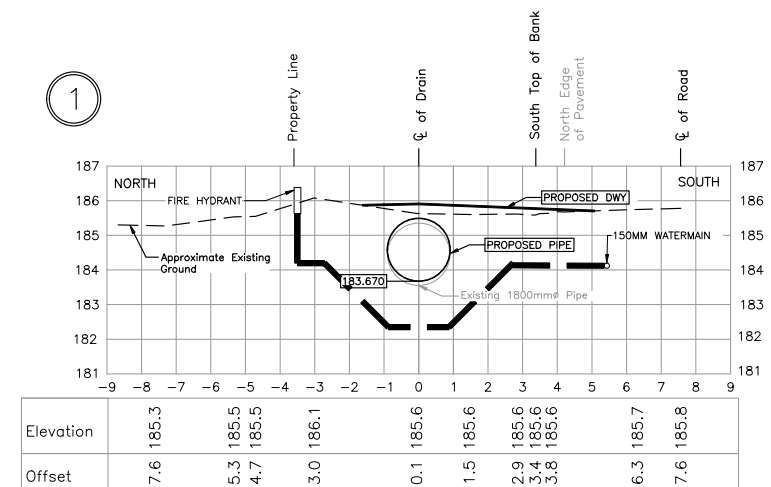 1
Property Line
℄ of Drain
South Top of Bank
North Edge
of Pavement
℄ of Road
187
187
NORTH
SOUTH
186
186
FIRE HYDRANT
PROPOSED DWY
185
185
150MM WATERMAIN
PROPOSED PIPE
Approximate Existing
Ground
184
184
183.670
Existing 1800mmø Pipe
183
183
182
182
181
181
-9 -8 -7 -6 -5 -4 -3 -2 -1 0 1 2 3 4 5 6 7 8 9
Elevation 185.3 185.5 185.5 186.1 185.6 185.6 185.6 185.6 185.6 185.7 185.8
Offset 7.6 5.3 4.7 3.0 0.1 1.5 2.9 3.4 3.8 6.3 7.6